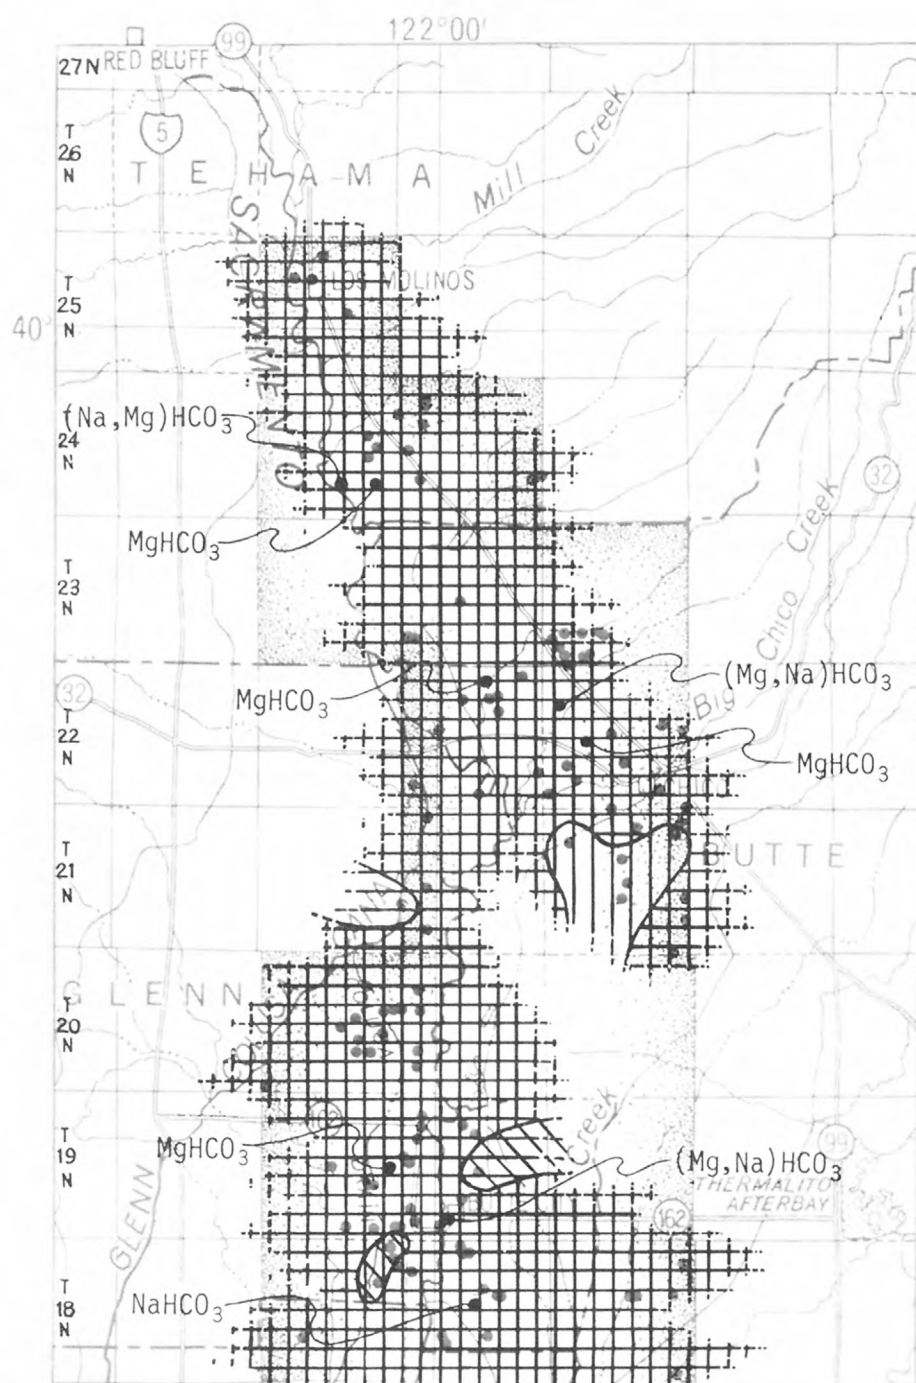 122°00'
99
27N RED BLUFF
5
T
26
N
TEHAMA
Mill Creek
SACRAMENTO
T
25
N
LOS MOLINOS
40'
(Na,Mg)HCO3
T
24
N
32
MgHCO3
T
23
N
Big Chico Creek
(Mg,Na)HCO3
MgHCO3
32
T
22
N
MgHCO3
T
21
N
BUTTE
GLENN
T
20
N
T
19
N
MgHCO3
Creek
99
(Mg,Na)HCO3
THERMALITO
AFTERBAY
162
GLENN
T
18
N
NaHCO3